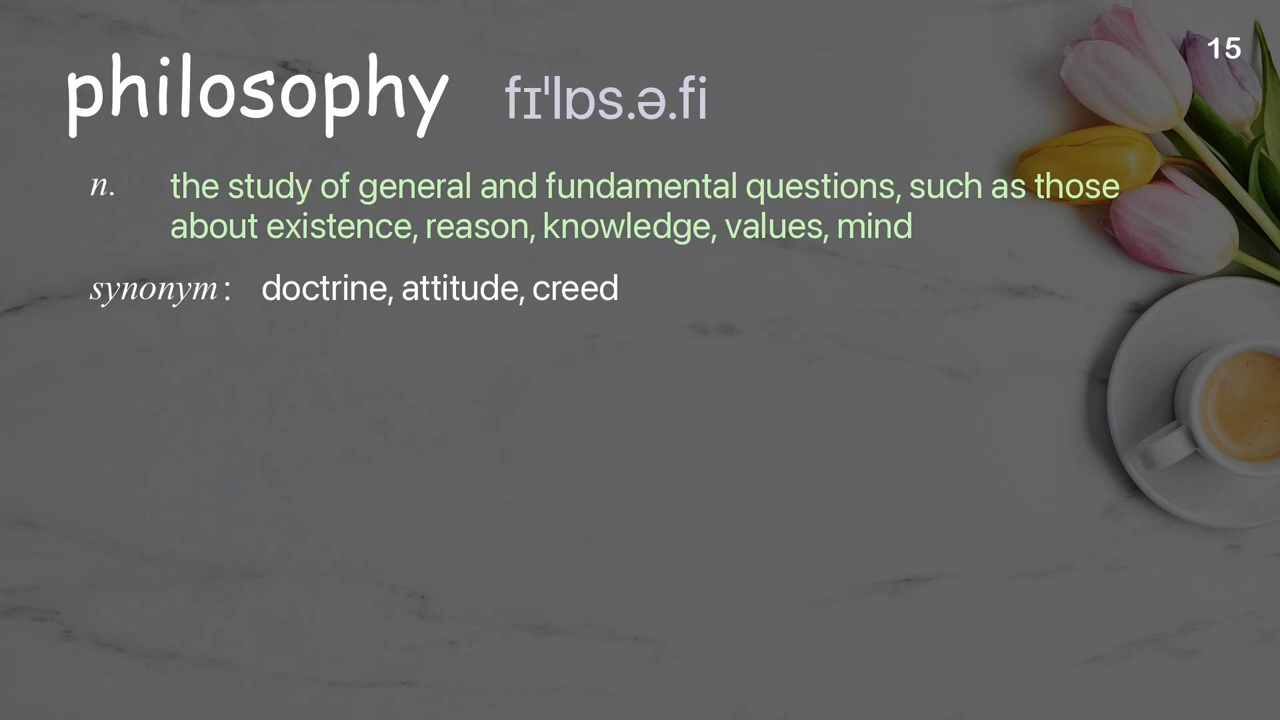 15
philosophy fɪˈlɒs.ə.fi
n. the study of general and fundamental questions, such as those
about existence, reason, knowledge, values, mind
synonym: doctrine, attitude, creed